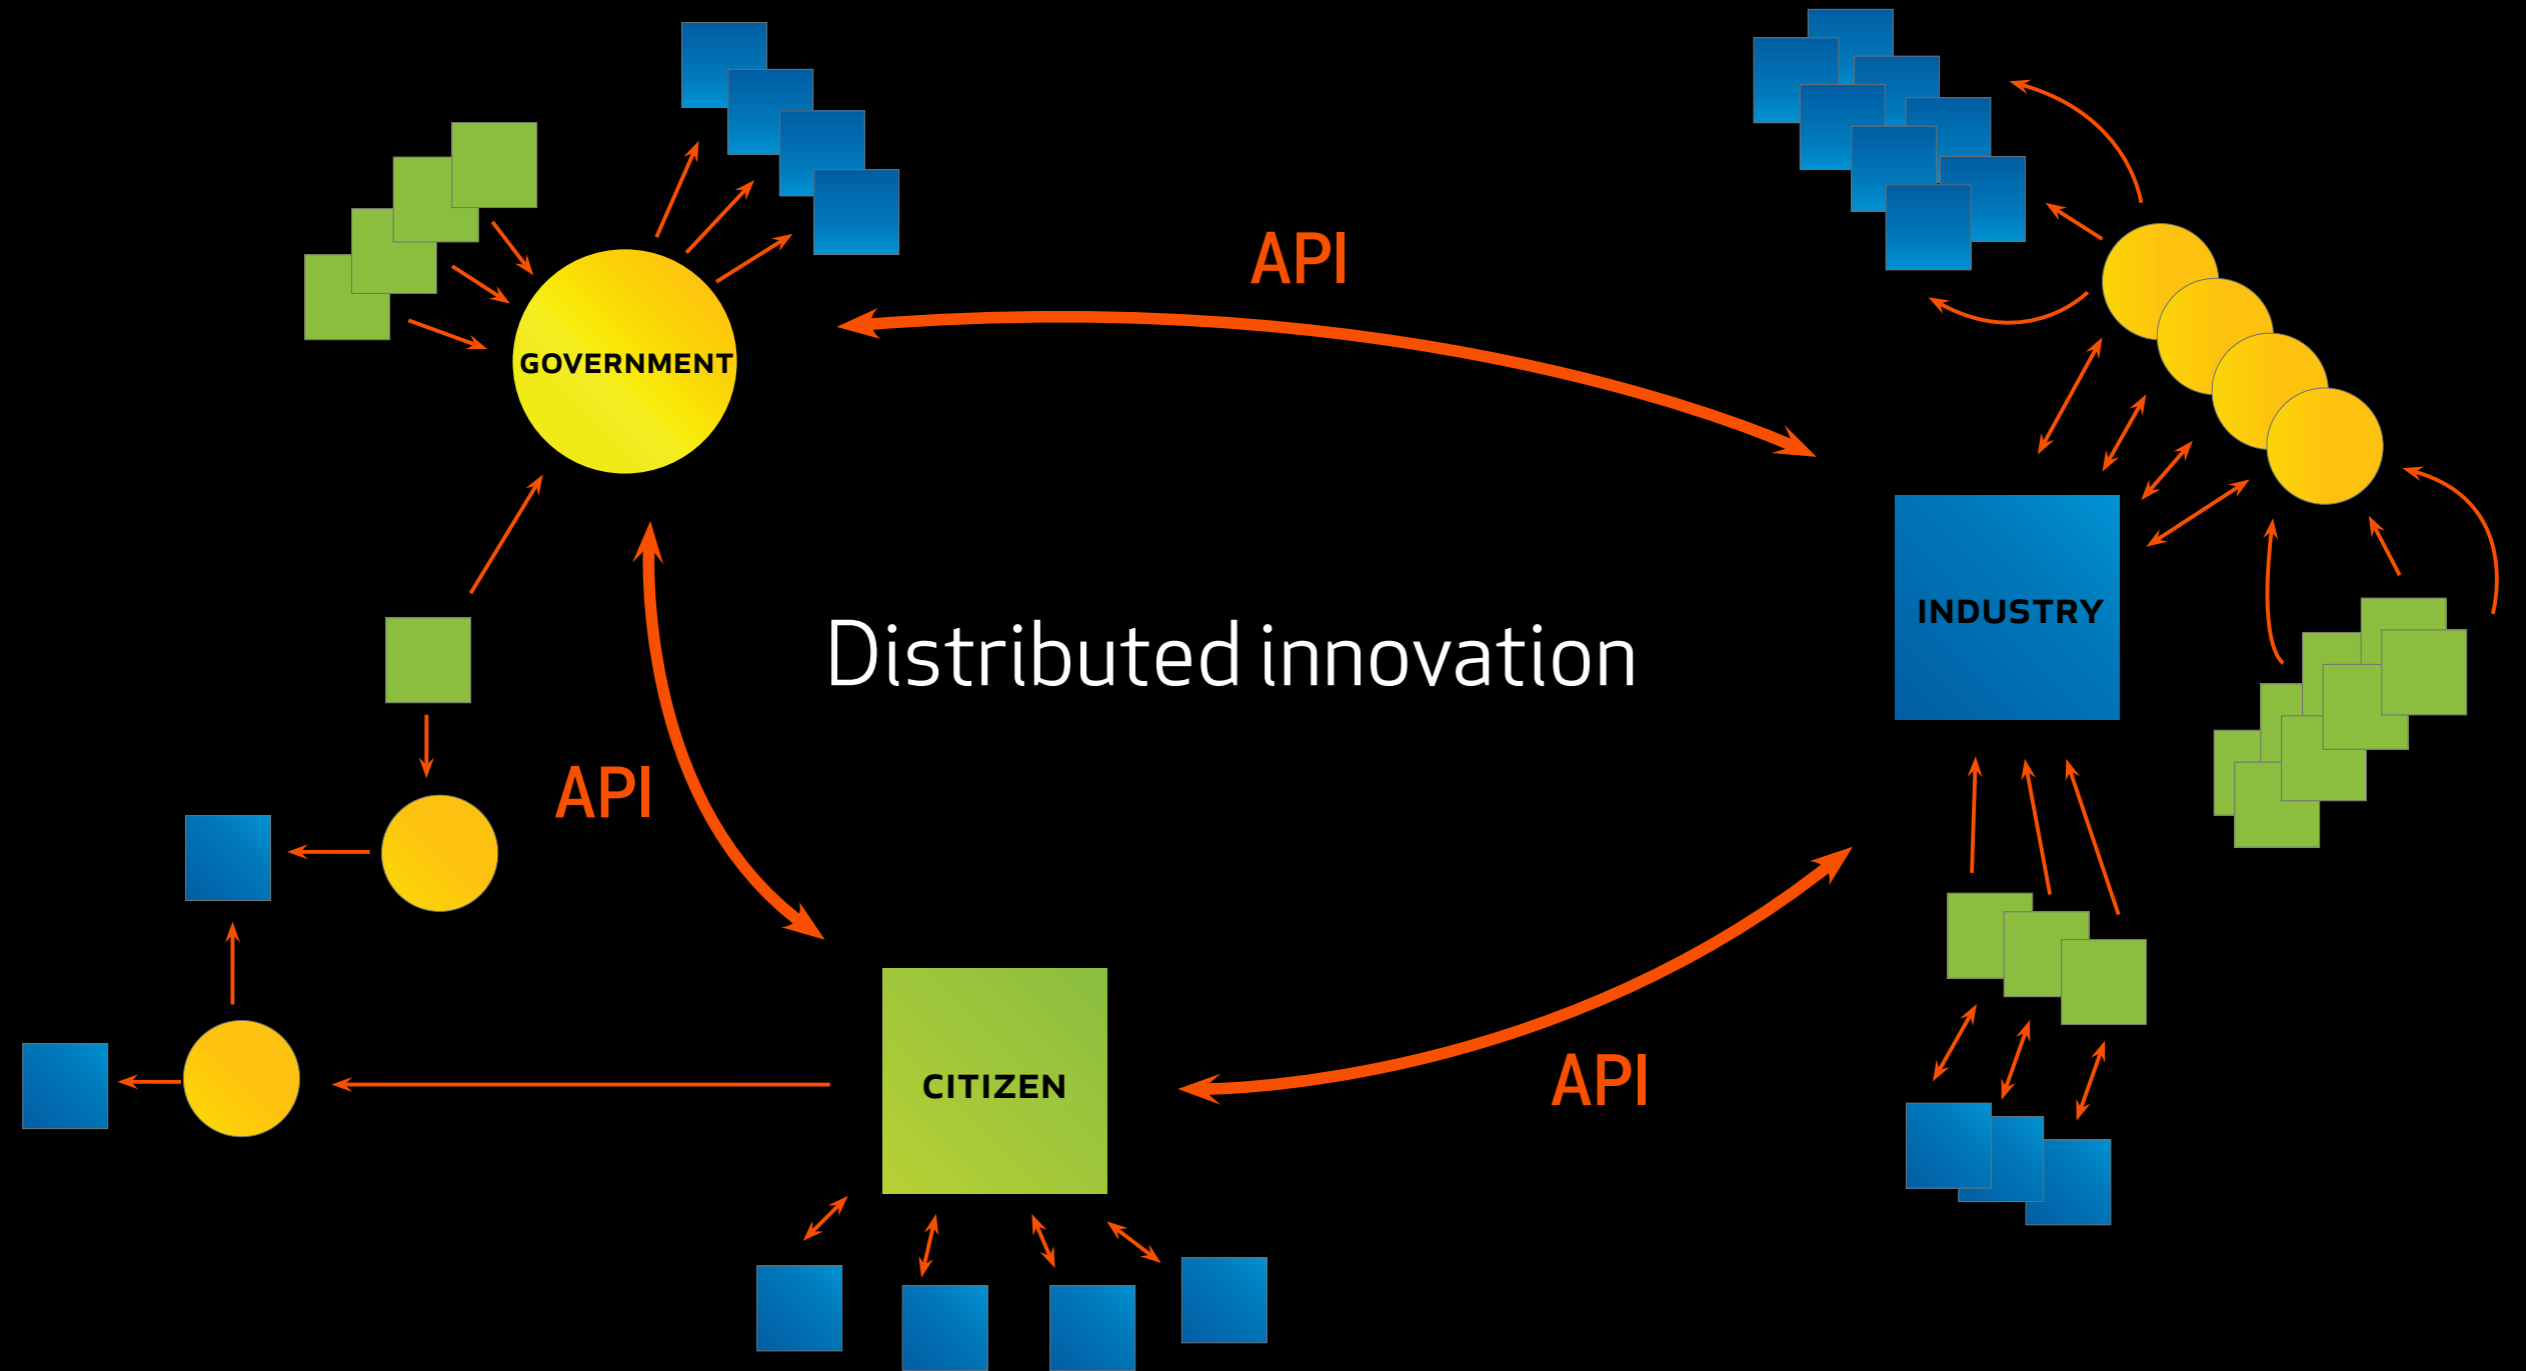 API
GOVERNMENT
INDUSTRY
Distributed innovation
API
API
CITIZEN